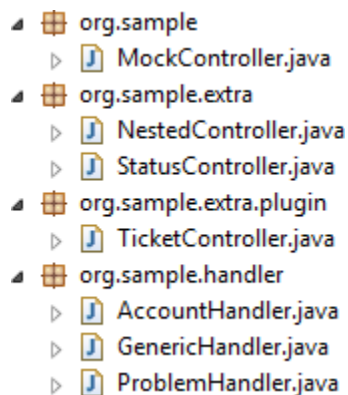 org.sample
MockController.java
org.sample.extra
NestedController.java
StatusController.java
org.sample.extra.plugin
TicketController.java
org.sample.handler
AccountHandler.java
GenericHandler.java
ProblemHandler.java